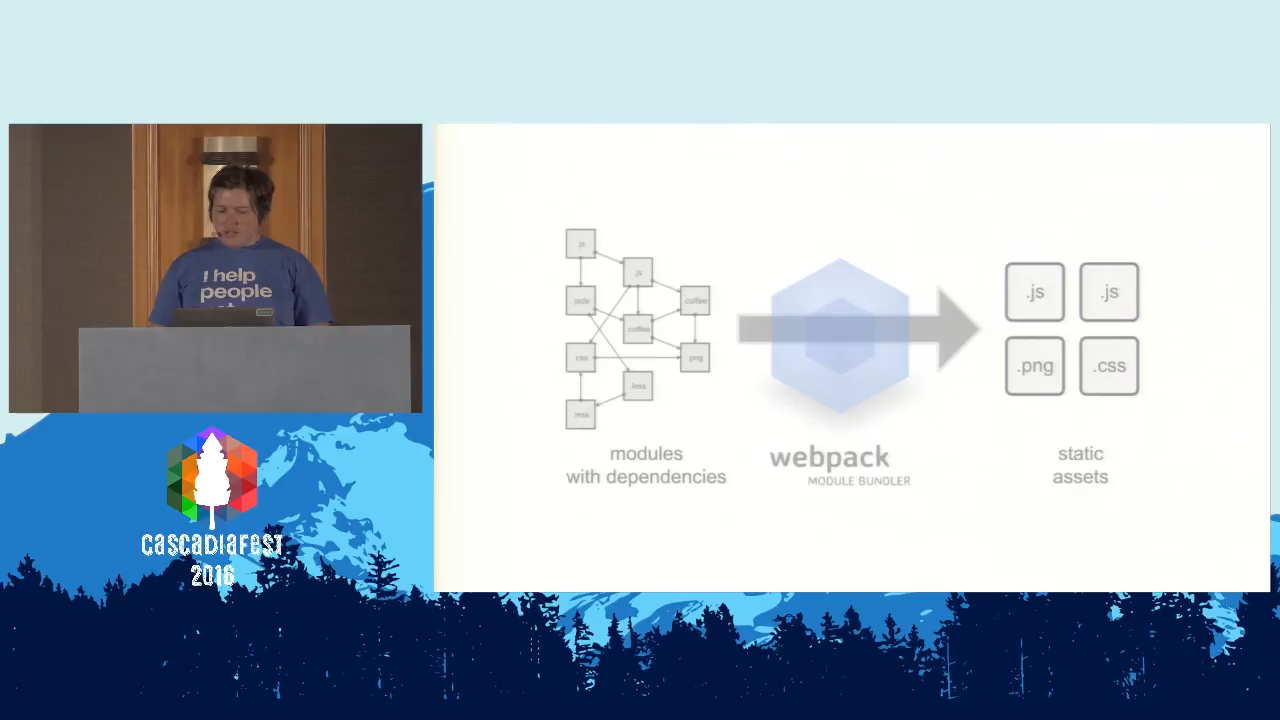 I help
people
CASCADIAFEST
2016
.js
.js
coffee
coffee
css
png
.less
less
modules
with dependencies
webpack
MODULE BUNDLER
.js
.js
.png
.css
static
assets